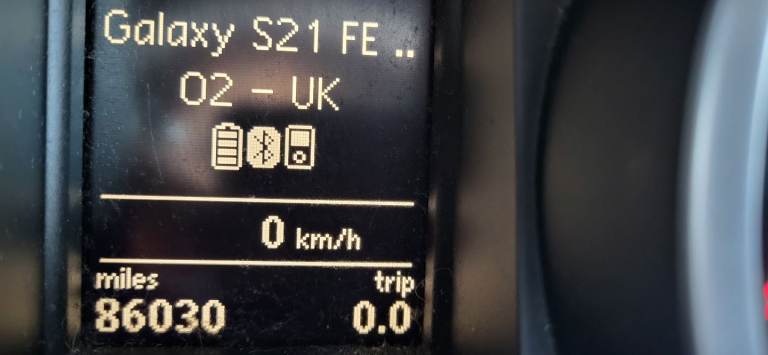 Galaxy S21 FE ..
O2 - UK
0 km/h
miles trip
86030 0.0